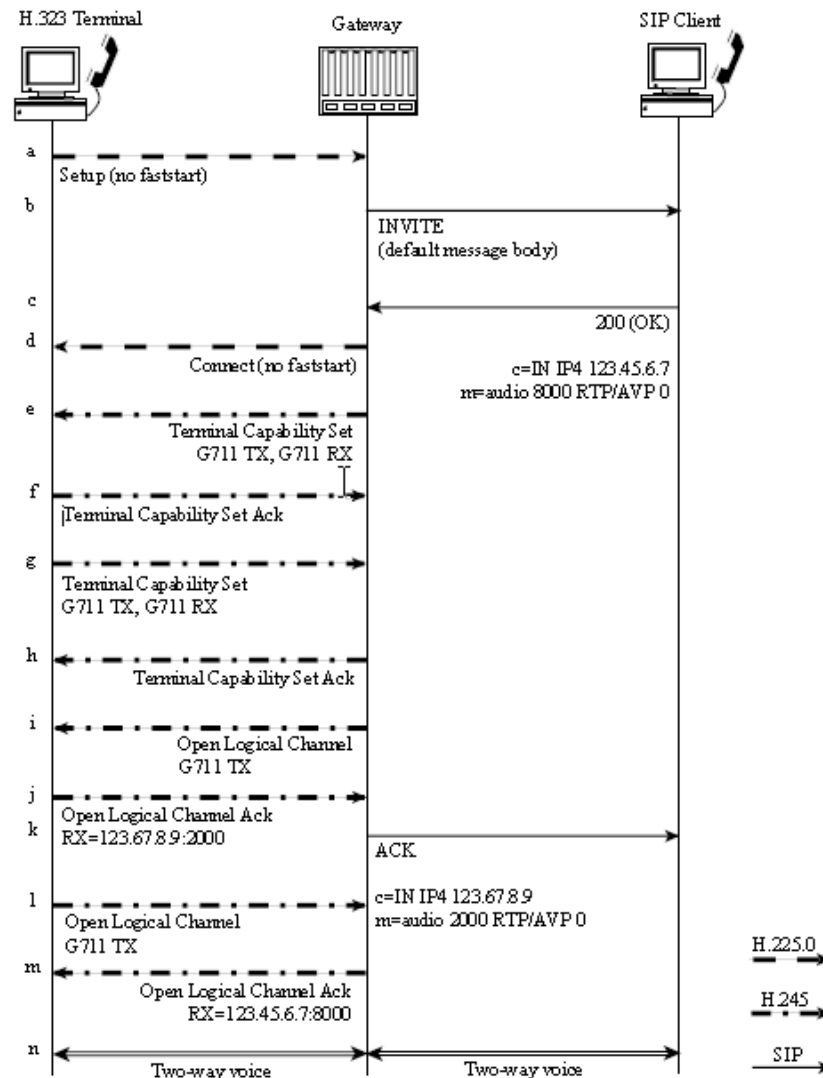 H.323 Terminal
Gateway
SIP Client
a
Setup (no faststart)
b
INVITE
(default message body)
c
200 (OK)
d
Connect (no faststart)
c=IN IP4 123.45.6.7
m=audio 8000 RTP/AVP 0
e
Terminal Capability Set
G711 TX, G711 RX
f
Terminal Capability Set Ack
g
Terminal Capability Set
G711 TX, G711 RX
h
Terminal Capability Set Ack
i
Open Logical Channel
G711 TX
j
Open Logical Channel Ack
RX=123.67.8.9:2000
k
ACK
l
c=IN IP4 123.67.8.9
m=audio 2000 RTP/AVP 0
Open Logical Channel
G711 TX
m
Open Logical Channel Ack
RX=123.45.6.7:8000
n
Two-way voice
Two-way voice
H.225.0
H.245
SIP